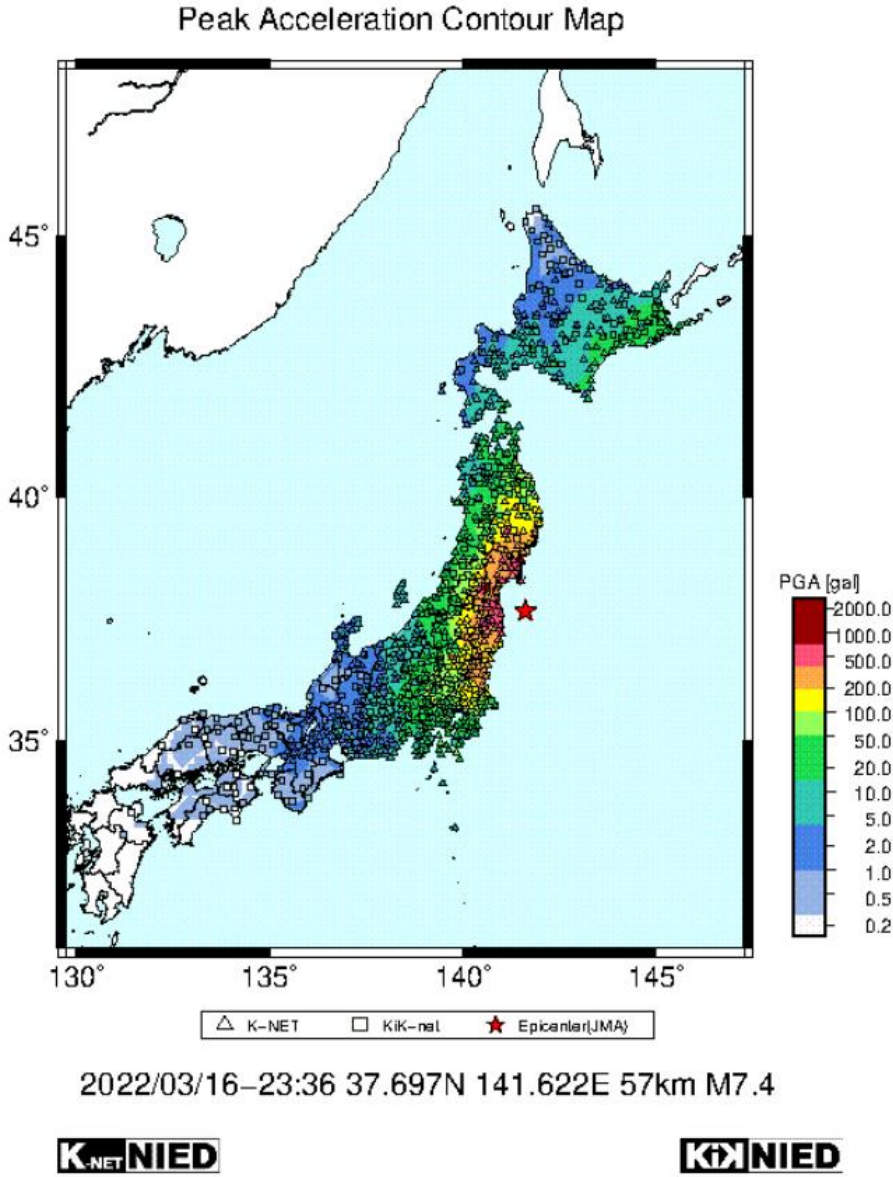 Peak Acceleration Contour Map
45°
40°
35°
130°
135°
140°
145°
PGA [gal]
2000.0
1000.0
500.0
200.0
100.0
50.0
20.0
10.0
5.0
2.0
1.0
0.5
0.2
K-NET
KiK-net
Epicenter(JMA)
2022/03/16-23:36 37.697N 141.622E 57km M7.4
K-NET NIED
KiK NIED